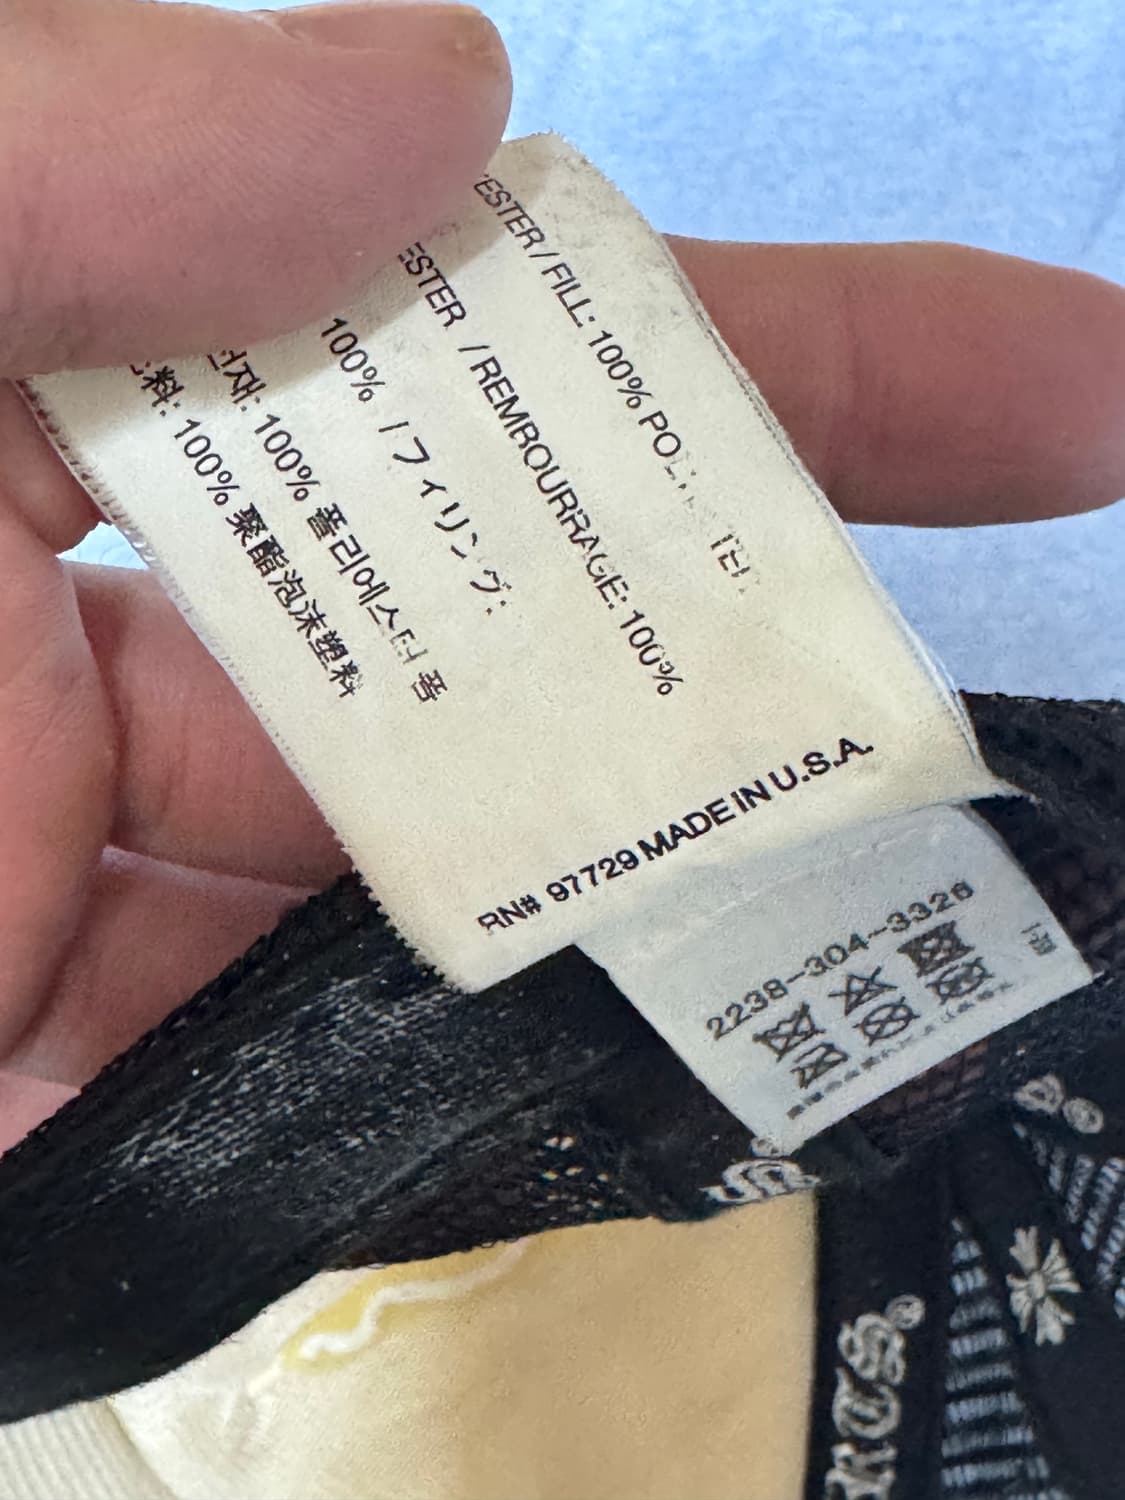 ESTER / FILL: 100% PO
ESTER / REMBOURRAGE: 100%
100% / フィリング:
재: 100% 폴리에스터 폼
料: 100% 聚酯泡沫塑料
RN# 97729 MADE IN U.S.A.
2238-304-3326